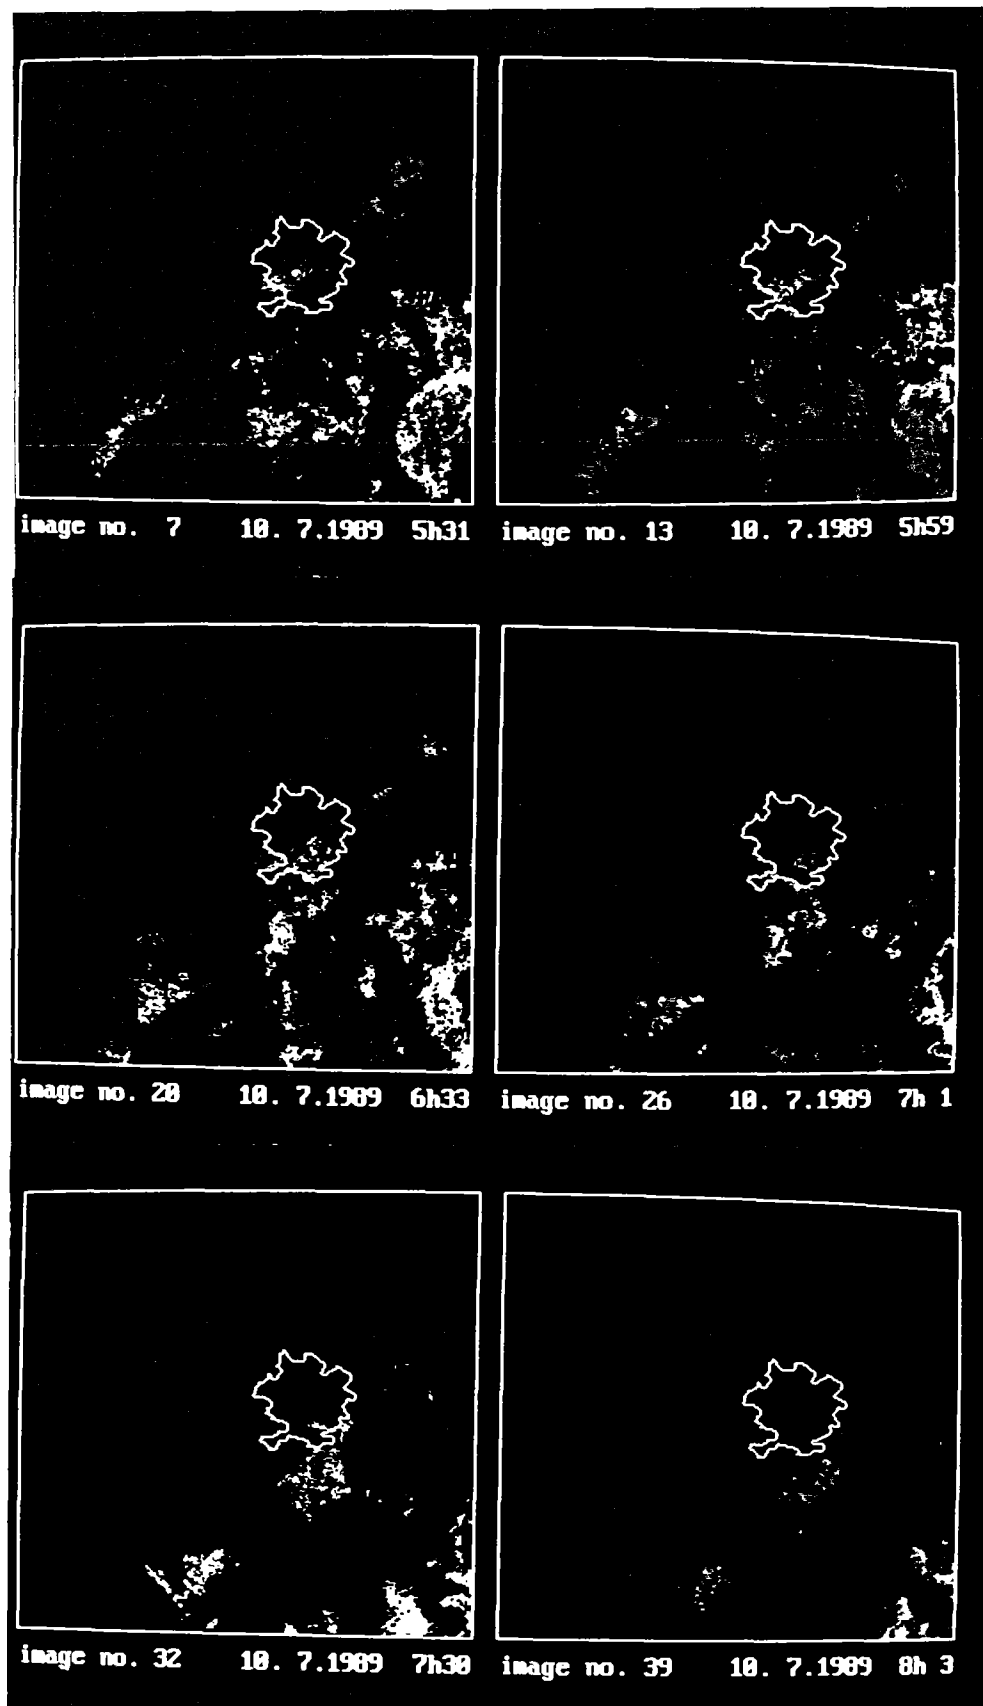 image no. 7 10. 7.1989 5h31
image no. 13 10. 7.1989 5h59
image no. 20 10. 7.1989 6h33
image no. 26 10. 7.1989 7h 1
image no. 32 10. 7.1989 7h30
image no. 39 10. 7.1989 8h 3